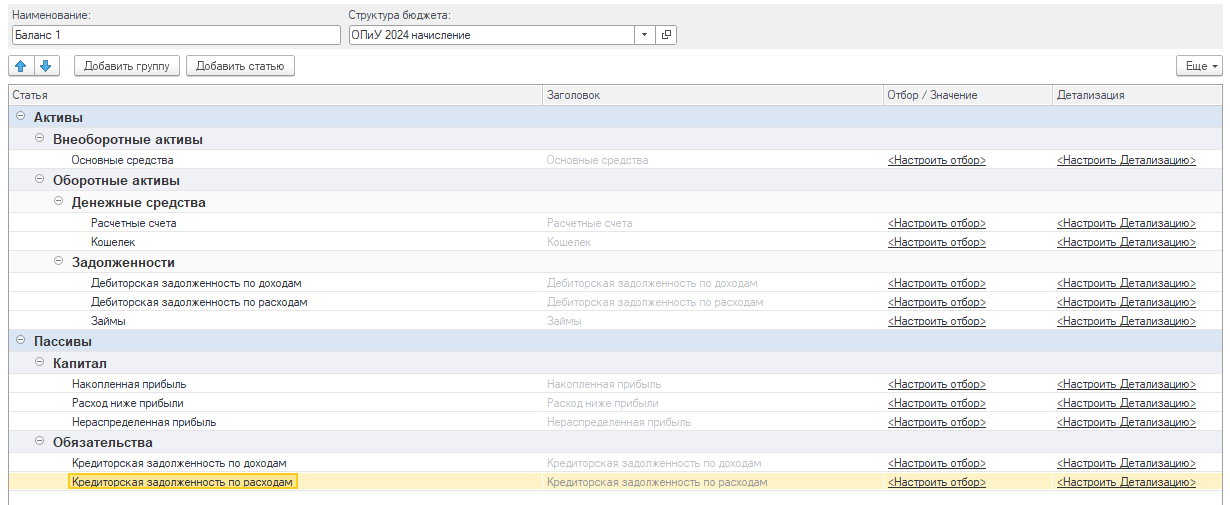 Наименование: Структура бюджета:
Баланс 1 ОПиУ 2024 начисление
Добавить группу Добавить статью Еще
Статья Заголовок Отбор / Значение Детализация
Активы
Внеоборотные активы
Основные средства Основные средства <Настроить отбор> <Настроить Детализацию>
Оборотные активы
Денежные средства
Расчетные счета Расчетные счета <Настроить отбор> <Настроить Детализацию>
Кошелек Кошелек <Настроить отбор> <Настроить Детализацию>
Задолженности
Дебиторская задолженность по доходам Дебиторская задолженность по доходам <Настроить отбор> <Настроить Детализацию>
Дебиторская задолженность по расходам Дебиторская задолженность по расходам <Настроить отбор> <Настроить Детализацию>
Займы Займы <Настроить отбор> <Настроить Детализацию>
Пассивы
Капитал
Накопленная прибыль Накопленная прибыль <Настроить отбор> <Настроить Детализацию>
Расход ниже прибыли Расход ниже прибыли <Настроить отбор> <Настроить Детализацию>
Нераспределенная прибыль Нераспределенная прибыль <Настроить отбор> <Настроить Детализацию>
Обязательства
Кредиторская задолженность по доходам Кредиторская задолженность по доходам <Настроить отбор> <Настроить Детализацию>
Кредиторская задолженность по расходам Кредиторская задолженность по расходам <Настроить отбор> <Настроить Детализацию>